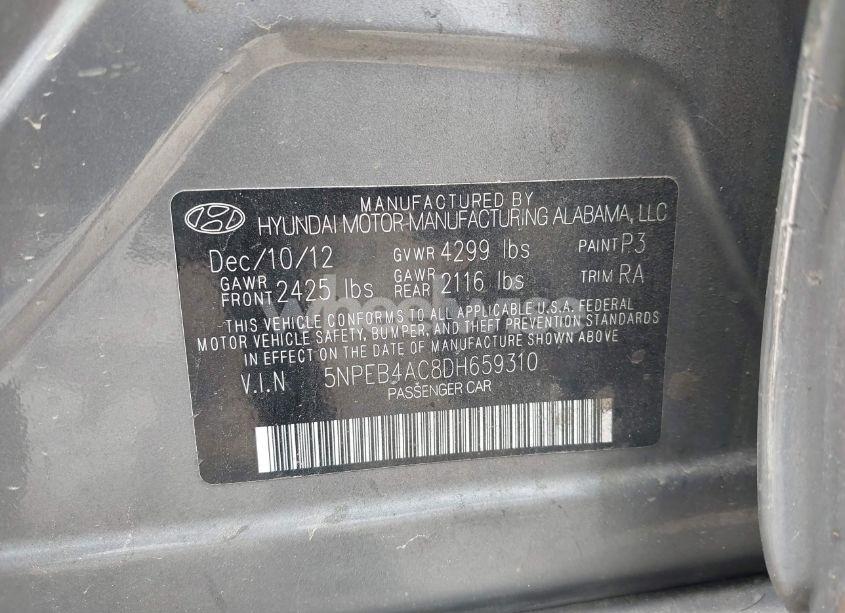 MANUFACTURED BY
HYUNDAI MOTOR MANUFACTURING ALABAMA, LLC
Dec/10/12 GVWR 4299 lbs PAINT P3
GAWR FRONT 2425 lbs GAWR REAR 2116 lbs TRIM RA
THIS VEHICLE CONFORMS TO ALL APPLICABLE U.S.A. FEDERAL
MOTOR VEHICLE SAFETY, BUMPER, AND THEFT PREVENTION STANDARDS
IN EFFECT ON THE DATE OF MANUFACTURE SHOWN ABOVE.
V.I.N 5NPEB4AC8DH659310
PASSENGER CAR